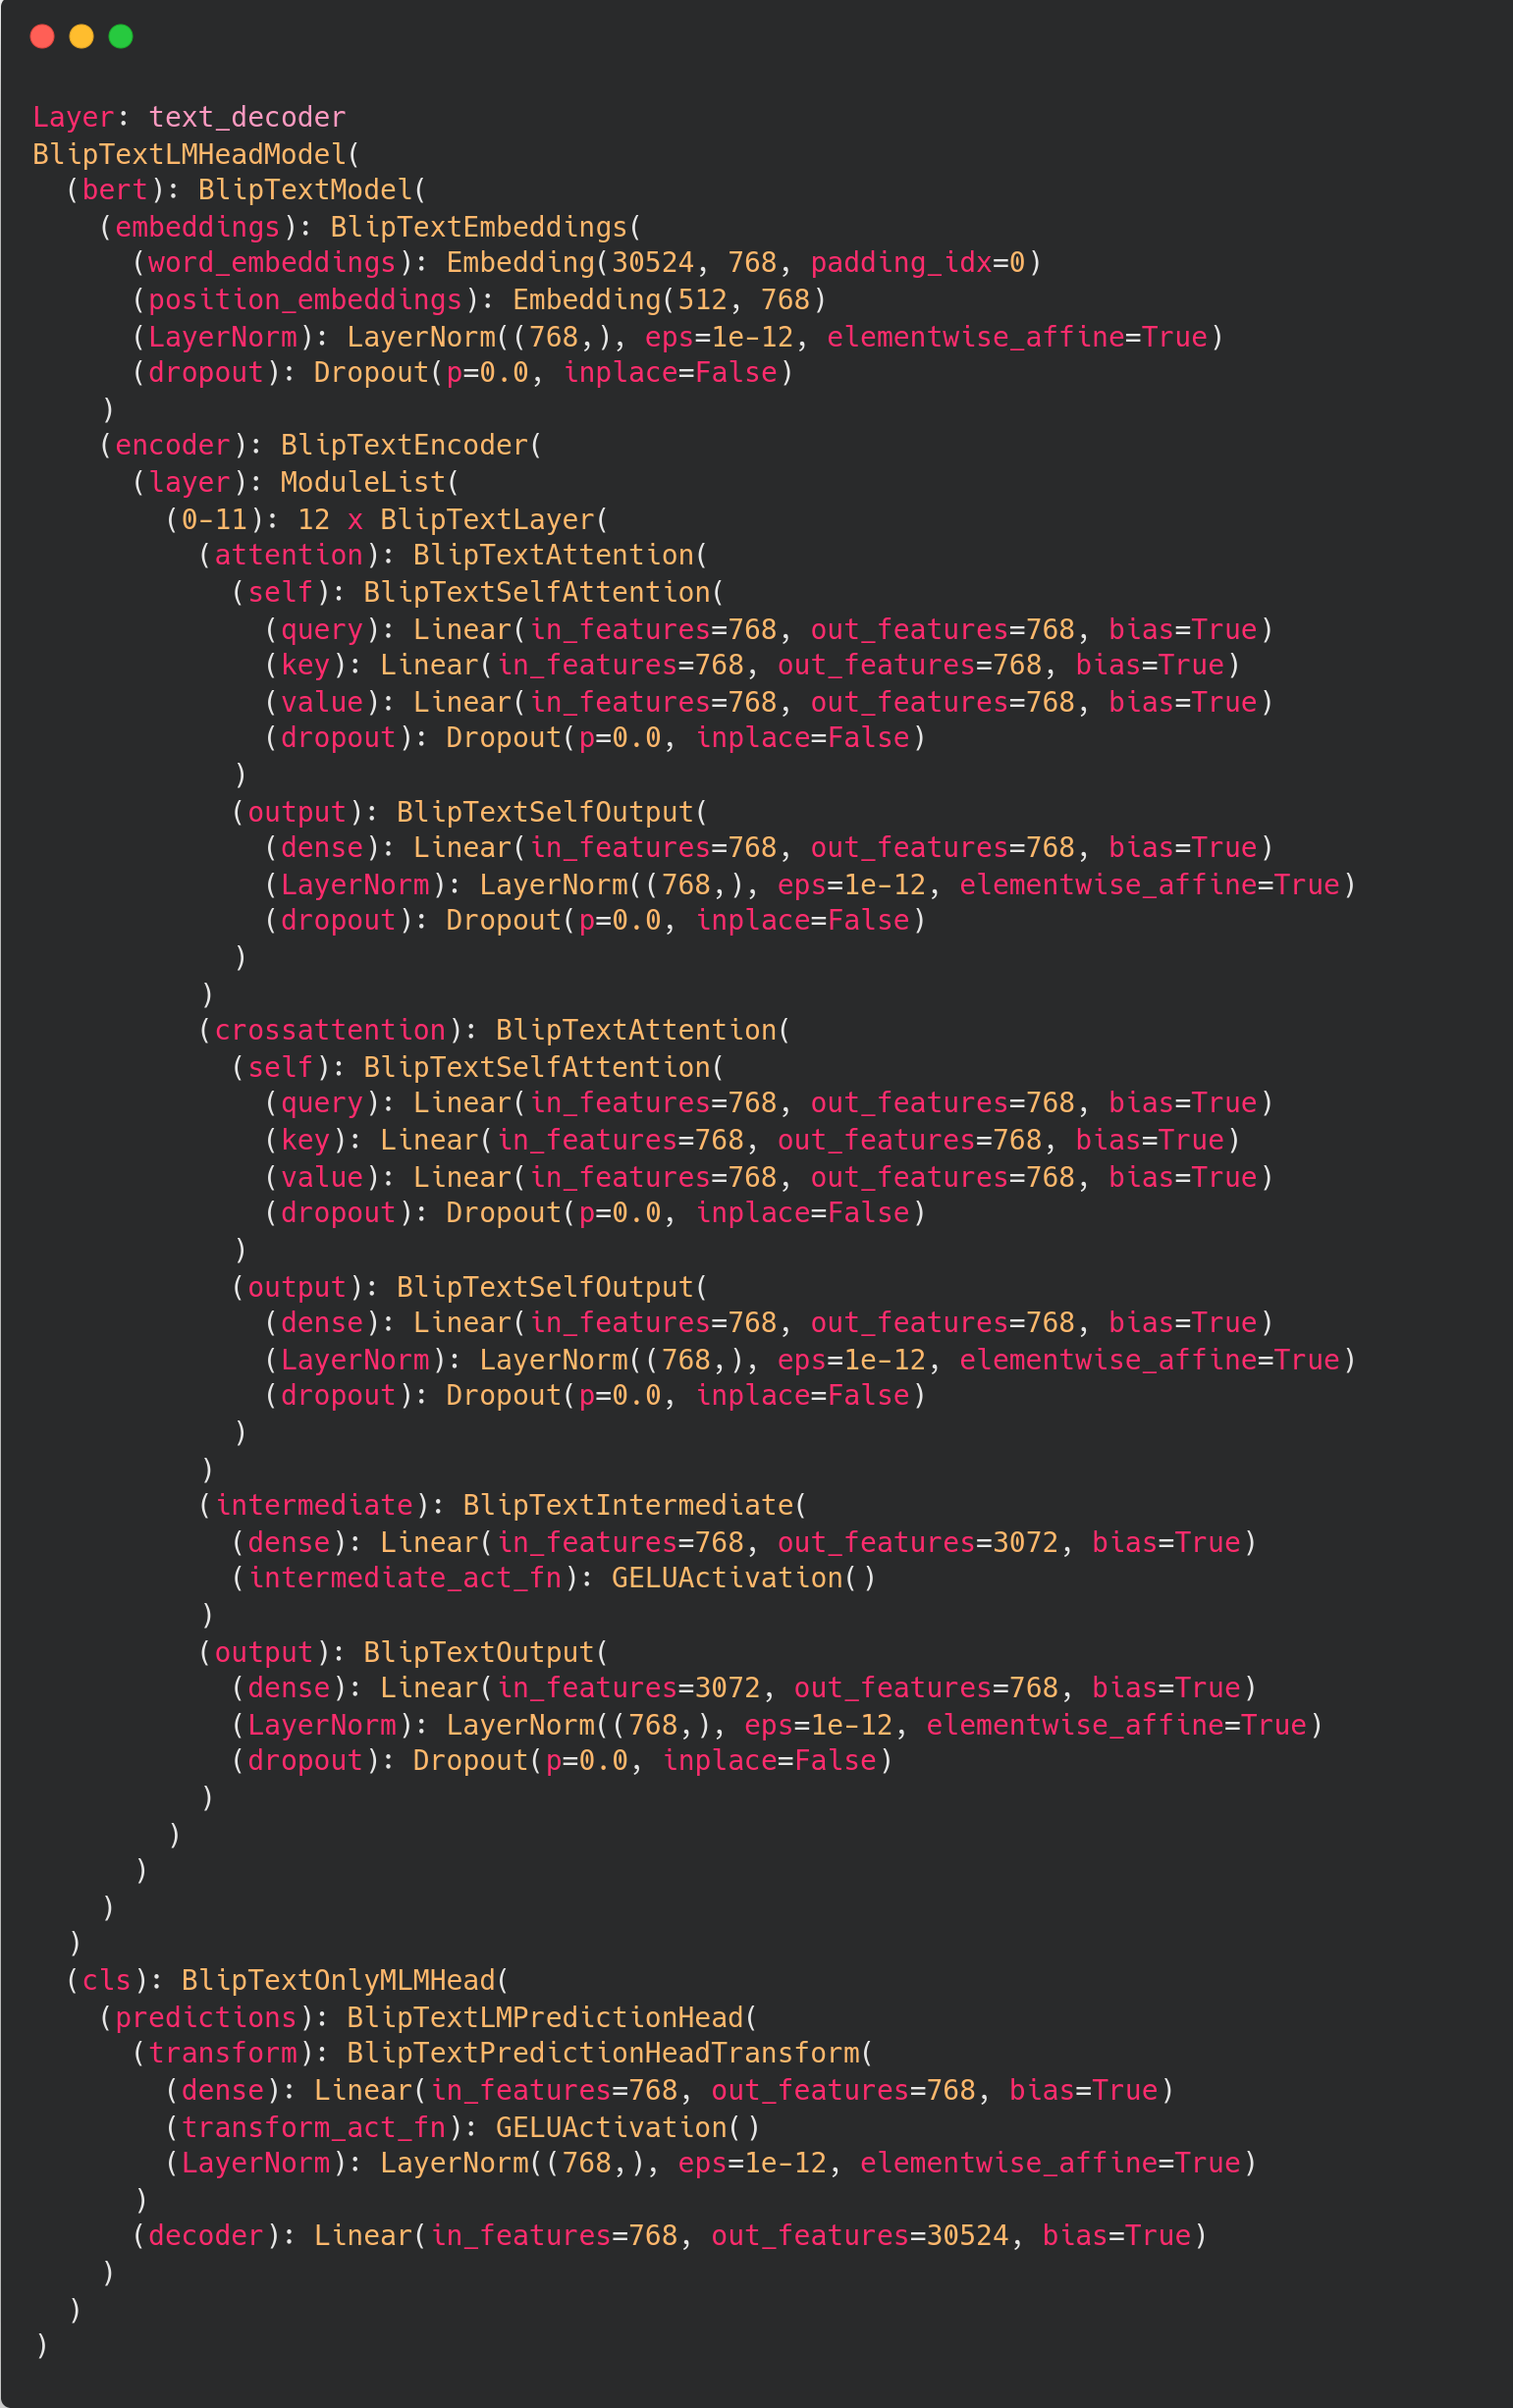 Layer: text_decoder
BlipTextLMHeadModel(
  (bert): BlipTextModel(
    (embeddings): BlipTextEmbeddings(
      (word_embeddings): Embedding(30524, 768, padding_idx=0)
      (position_embeddings): Embedding(512, 768)
      (LayerNorm): LayerNorm((768,), eps=1e-12, elementwise_affine=True)
      (dropout): Dropout(p=0.0, inplace=False)
    )
    (encoder): BlipTextEncoder(
      (layer): ModuleList(
        (0-11): 12 x BlipTextLayer(
          (attention): BlipTextAttention(
            (self): BlipTextSelfAttention(
              (query): Linear(in_features=768, out_features=768, bias=True)
              (key): Linear(in_features=768, out_features=768, bias=True)
              (value): Linear(in_features=768, out_features=768, bias=True)
              (dropout): Dropout(p=0.0, inplace=False)
            )
            (output): BlipTextSelfOutput(
              (dense): Linear(in_features=768, out_features=768, bias=True)
              (LayerNorm): LayerNorm((768,), eps=1e-12, elementwise_affine=True)
              (dropout): Dropout(p=0.0, inplace=False)
            )
          )
          (crossattention): BlipTextAttention(
            (self): BlipTextSelfAttention(
              (query): Linear(in_features=768, out_features=768, bias=True)
              (key): Linear(in_features=768, out_features=768, bias=True)
              (value): Linear(in_features=768, out_features=768, bias=True)
              (dropout): Dropout(p=0.0, inplace=False)
            )
            (output): BlipTextSelfOutput(
              (dense): Linear(in_features=768, out_features=768, bias=True)
              (LayerNorm): LayerNorm((768,), eps=1e-12, elementwise_affine=True)
              (dropout): Dropout(p=0.0, inplace=False)
            )
          )
          (intermediate): BlipTextIntermediate(
            (dense): Linear(in_features=768, out_features=3072, bias=True)
            (intermediate_act_fn): GELUActivation()
          )
          (output): BlipTextOutput(
            (dense): Linear(in_features=3072, out_features=768, bias=True)
            (LayerNorm): LayerNorm((768,), eps=1e-12, elementwise_affine=True)
            (dropout): Dropout(p=0.0, inplace=False)
          )
        )
      )
    )
  )
  (cls): BlipTextOnlyMLMHead(
    (predictions): BlipTextLMPredictionHead(
      (transform): BlipTextPredictionHeadTransform(
        (dense): Linear(in_features=768, out_features=768, bias=True)
        (transform_act_fn): GELUActivation()
        (LayerNorm): LayerNorm((768,), eps=1e-12, elementwise_affine=True)
      )
      (decoder): Linear(in_features=768, out_features=30524, bias=True)
    )
  )
)